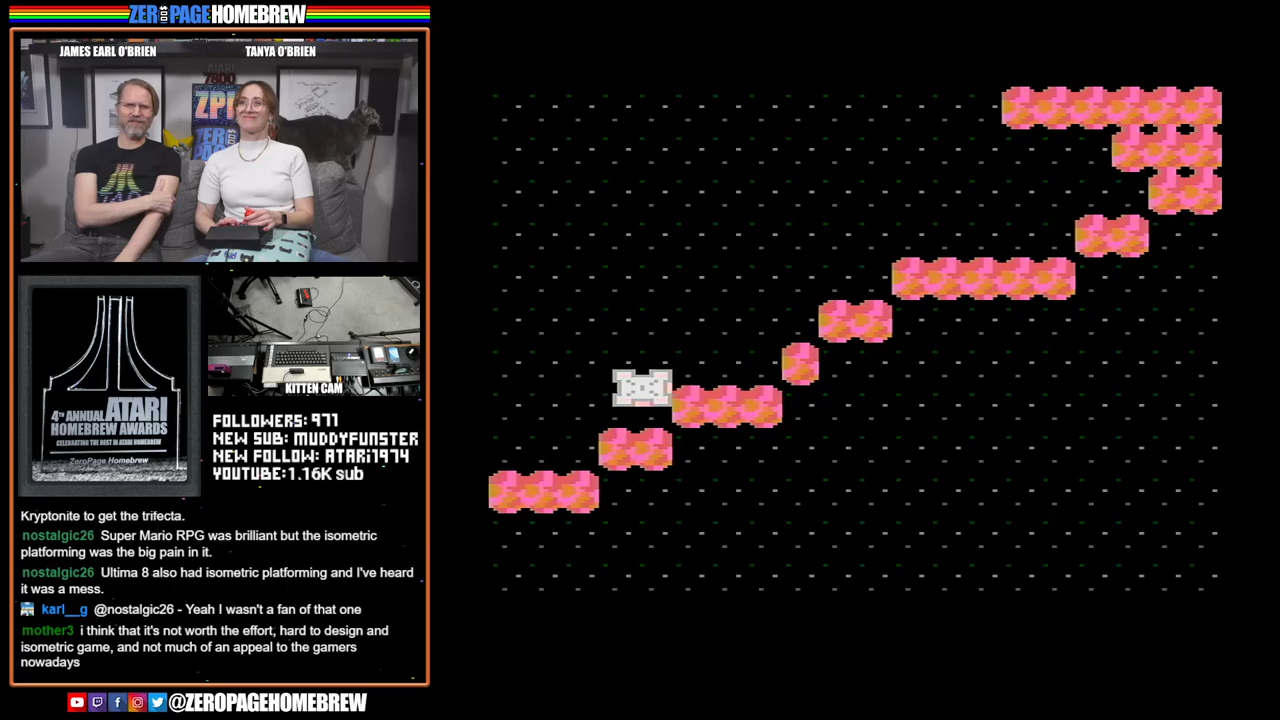 ZEROPAGE HOMEBREW
JAMES EARL O'BRIEN
TANYA O'BRIEN
ATARI
7800
ZERO
4TH ANNUAL ATARI
HOMEBREW AWARDS
CELEBRATING THE BEST IN ATARI HOMEBREW
ZeroPage Homebrew
KITTEN CAM
FOLLOWERS: 977
NEW SUB: MUDDYFUNSTER
NEW FOLLOW: ATARI1974
YOUTUBE:1.16K sub
Kryptonite to get the trifecta.
nostalgic26 Super Mario RPG was brilliant but the isometric
platforming was the big pain in it.
nostalgic26 Ultima 8 also had isometric platforming and I've heard
it was a mess.
karl__g @nostalgic26 - Yeah I wasn't a fan of that one
mother3 i think that it's not worth the effort, hard to design and
isometric game, and not much of an appeal to the gamers
nowadays
@ZEROPAGEHOMEBREW